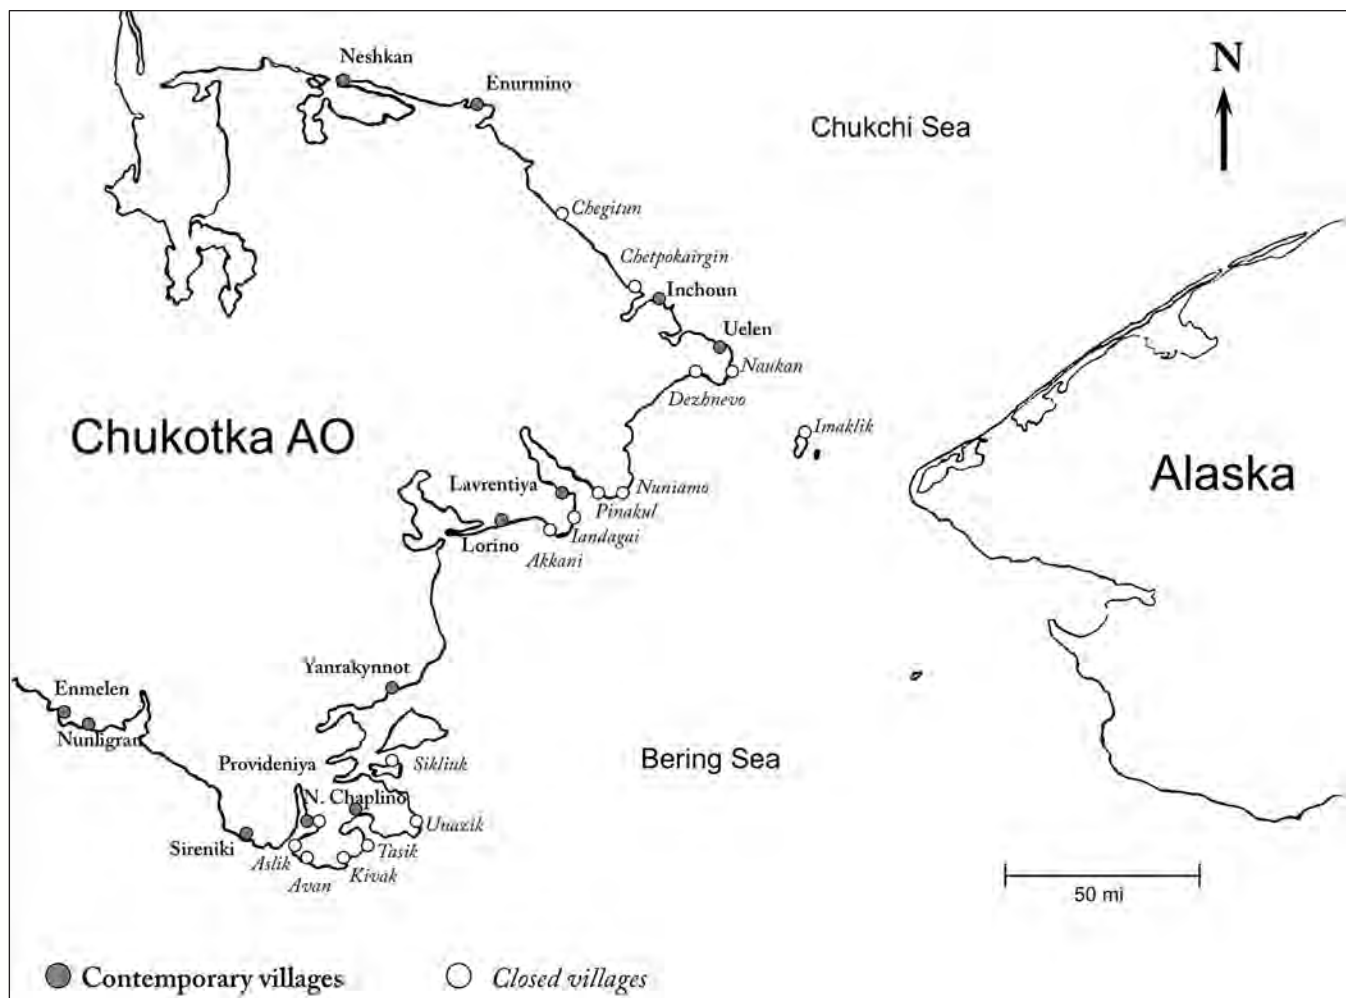 Neshkan
Enurmino
N
Chukchi Sea
Chegitun
Chetpokairgin
Inchoun
Uelen
Naukan
Dezhnevo
Chukotka AO
Imaklik
Alaska
Lavrentiya
Nuniamo
Pinakul
Iandagai
Lorino
Akkani
Yanrakynnot
Enmelen
Nunligran
Provideniya
Sikliuk
Bering Sea
N. Chaplino
Unazik
Sireniki
Aslik
Tasik
Avan
Kivak
50 mi
Contemporary villages
Closed villages